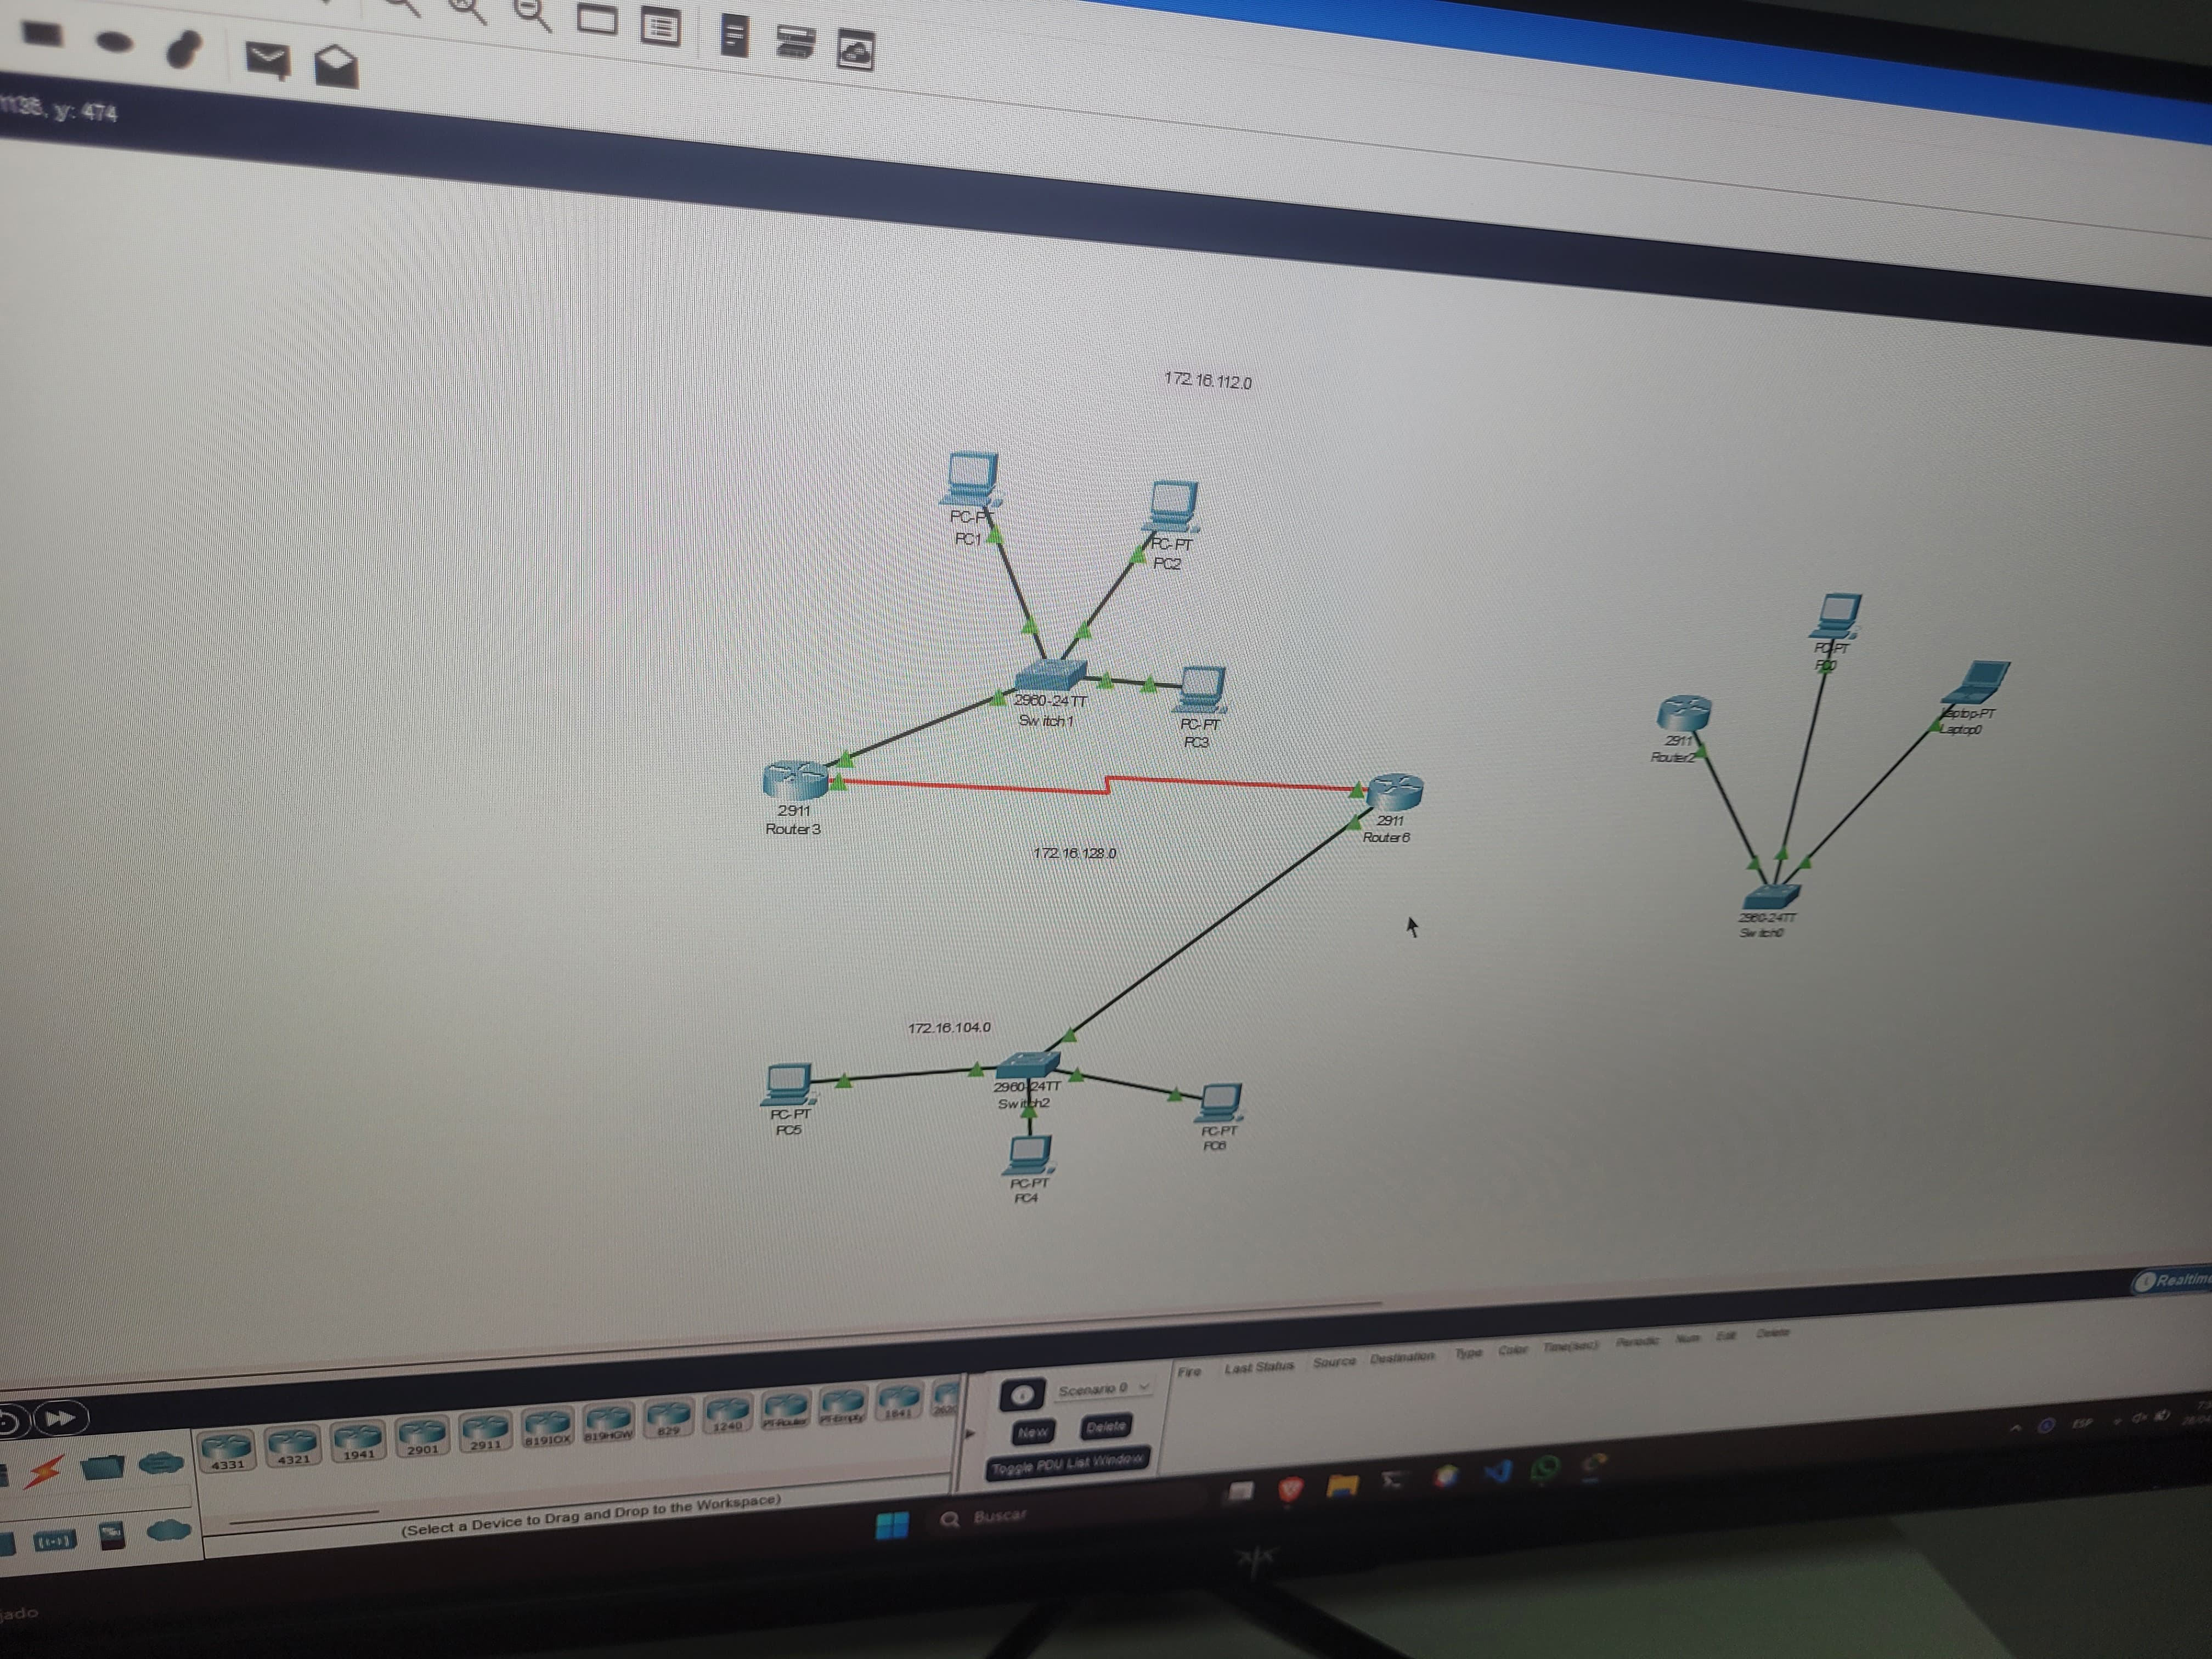 y: 474
172.16.112.0
PC-PT
PC1
PC-PT
PC2
2960-24TT
Switch1
PC-PT
PC3
2911
Router3
2911
Router6
172.16.128.0
PC-PT
PC0
Laptop-PT
Laptop0
2911
Router2
2960-24TT
Switch0
172.16.104.0
PC-PT
PC5
2960-24TT
Switch2
PC-PT
PC4
PC-PT
PC6
Realtime
Fire Last Status Source Destination Type Color Time(sec) Periodic Num Edit Delete
Scenario 0
New Delete
Toggle PDU List Window
4331 4321 1941 2901 2911 819IOX 819HGW 829 1240 PT-Router PT-Empty 1841
(Select a Device to Drag and Drop to the Workspace)
Buscar
ESP